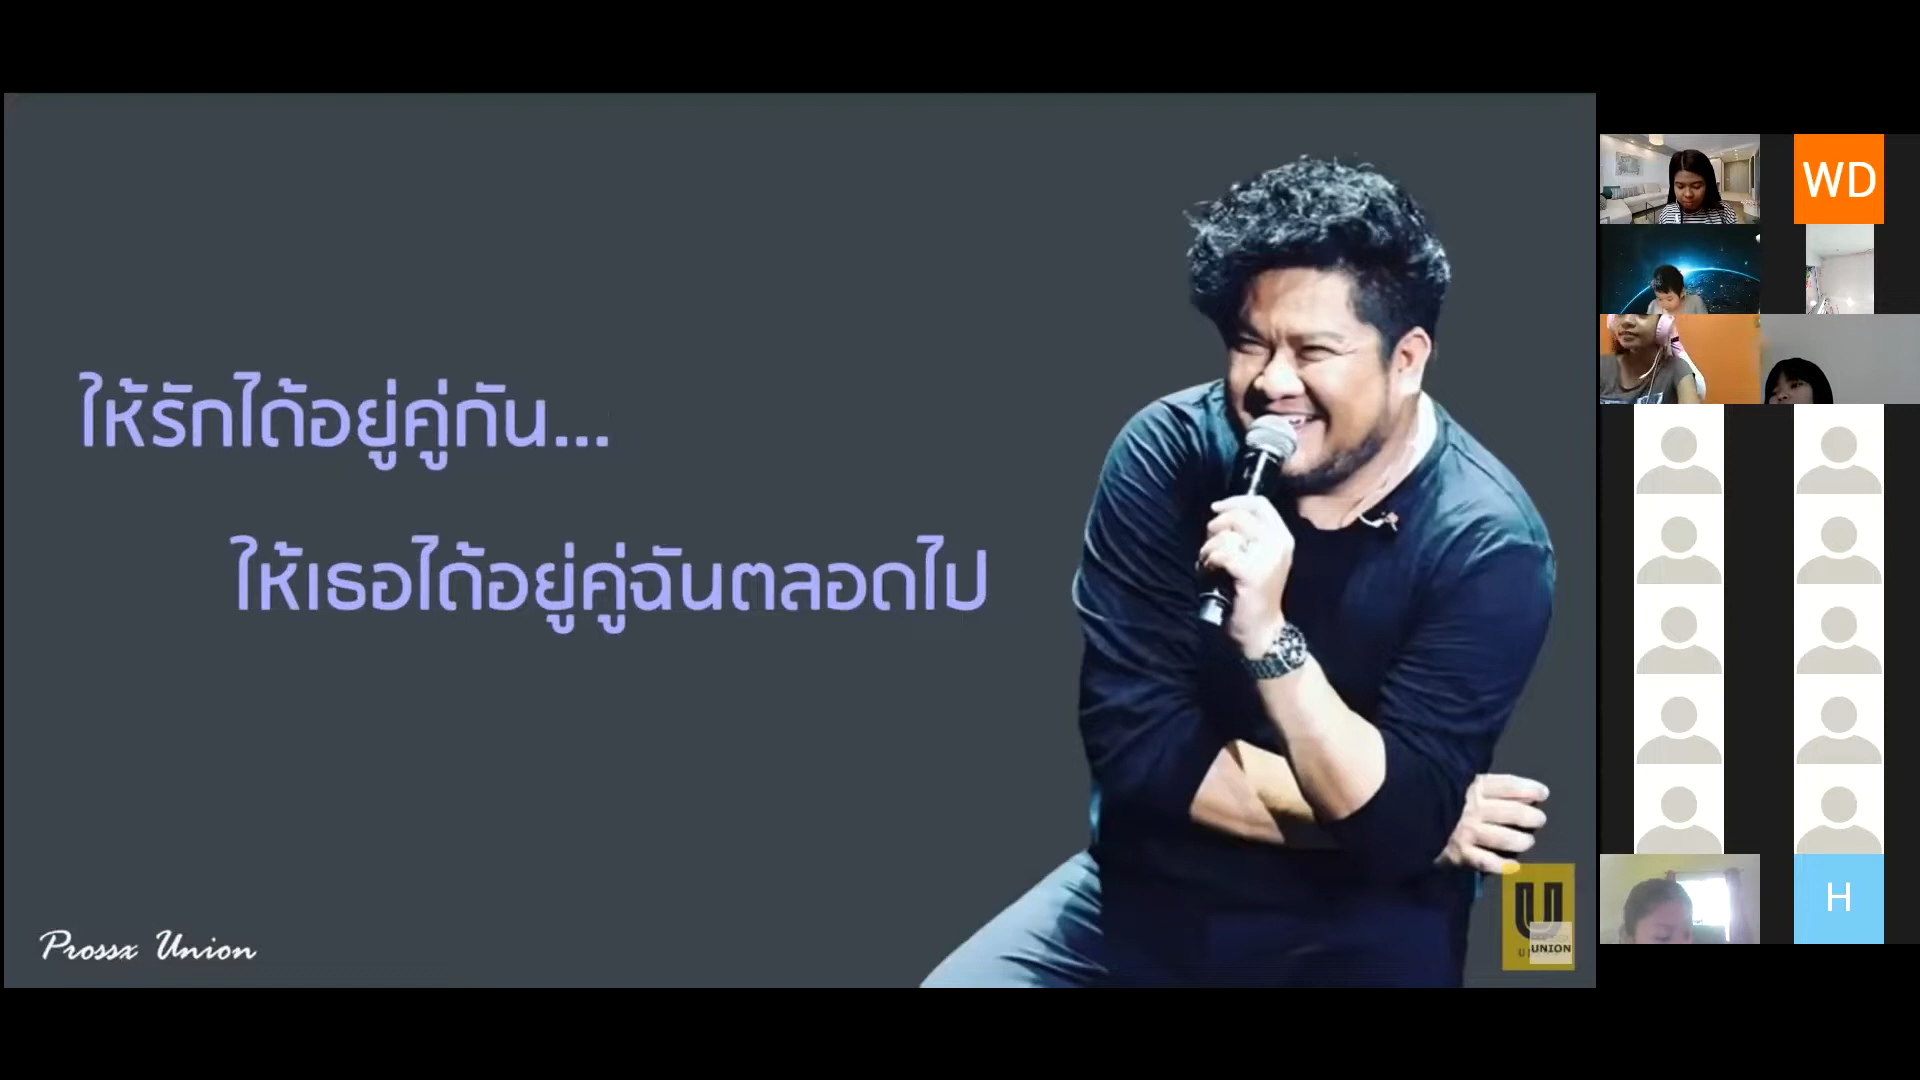 ให้รักได้อยู่คู่กัน...
ให้เธอได้อยู่คู่ฉันตลอดไป
Prossx Union
U
UNION
WD
H